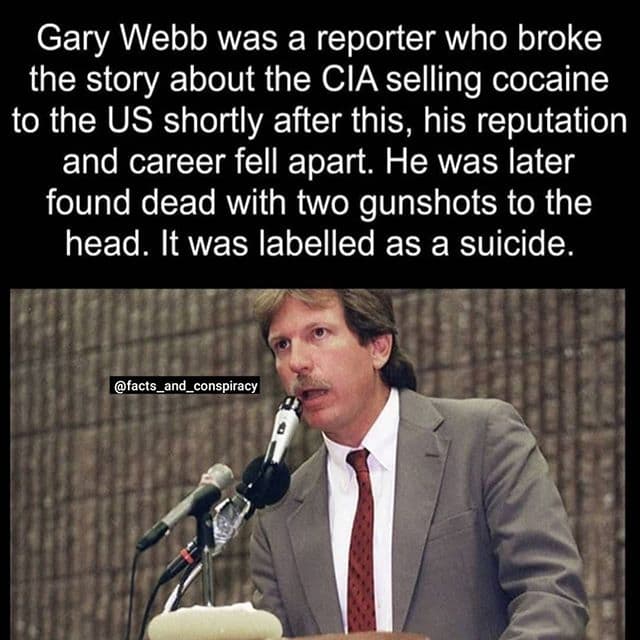 Gary Webb was a reporter who broke
the story about the CIA selling cocaine
to the US shortly after this, his reputation
and career fell apart. He was later
found dead with two gunshots to the
head. It was labelled as a suicide.
@facts_and_conspiracy